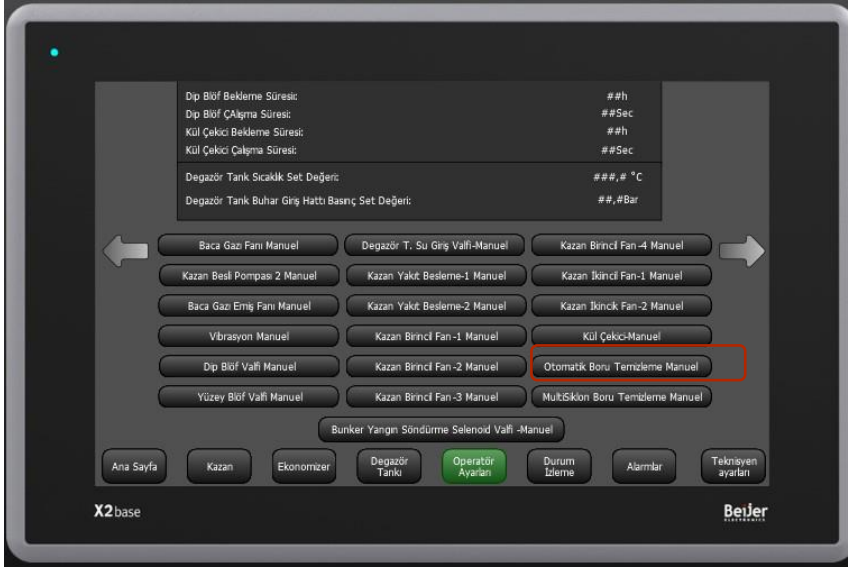 Dip Blöf Bekleme Süresi: ##h
Dip Blöf ÇAlışma Süresi: ##Sec
Kül Çekici Bekleme Süresi: ##h
Kül Çekici Çalışma Süresi: ##Sec
Degazör Tank Sıcaklık Set Değeri: ###,# °C
Degazör Tank Buhar Giriş Hattı Basınç Set Değeri: ##,#Bar
Baca Gazı Fanı Manuel Degazör T. Su Giriş Valfi-Manuel Kazan Birincil Fan-4 Manuel
Kazan Besli Pompası 2 Manuel Kazan Yakıt Besleme-1 Manuel Kazan İkincil Fan-1 Manuel
Baca Gazı Emiş Fanı Manuel Kazan Yakıt Besleme-2 Manuel Kazan İkincik Fan-2 Manuel
Vibrasyon Manuel Kazan Birincil Fan-1 Manuel Kül Çekici-Manuel
Dip Blöf Valfi Manuel Kazan Birincil Fan-2 Manuel Otomatik Boru Temizleme Manuel
Yüzey Blöf Valfi Manuel Kazan Birincil Fan-3 Manuel MultiSiklon Boru Temizleme Manuel
Bunker Yangın Söndürme Selenoid Valfi -Manuel
Ana Sayfa Kazan Ekonomizer Degazör Tankı Operatör Ayarları Durum İzleme Alarmlar Teknisyen ayarları
X2 base Beijer ELECTRONICS